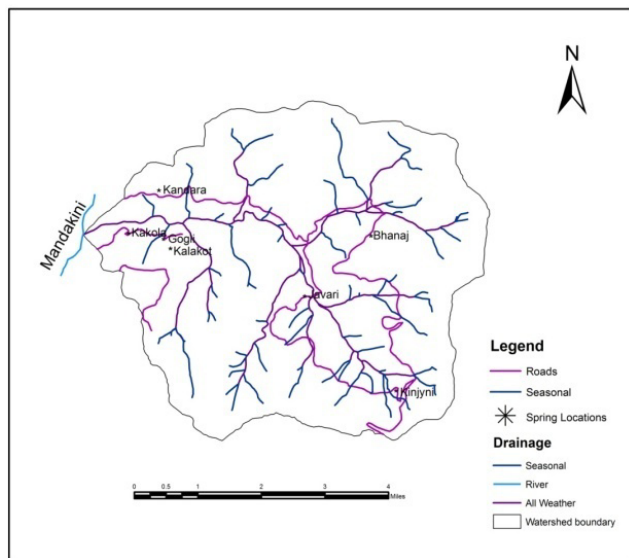 N
Mandakini
Kandara
Kakola
Gogli
Kalakot
Bhanaj
Javari
Kinjyni
Legend
Roads
Seasonal
Spring Locations
Drainage
Seasonal
River
All Weather
Watershed boundary
0 0.5 1 2 3 4
Miles